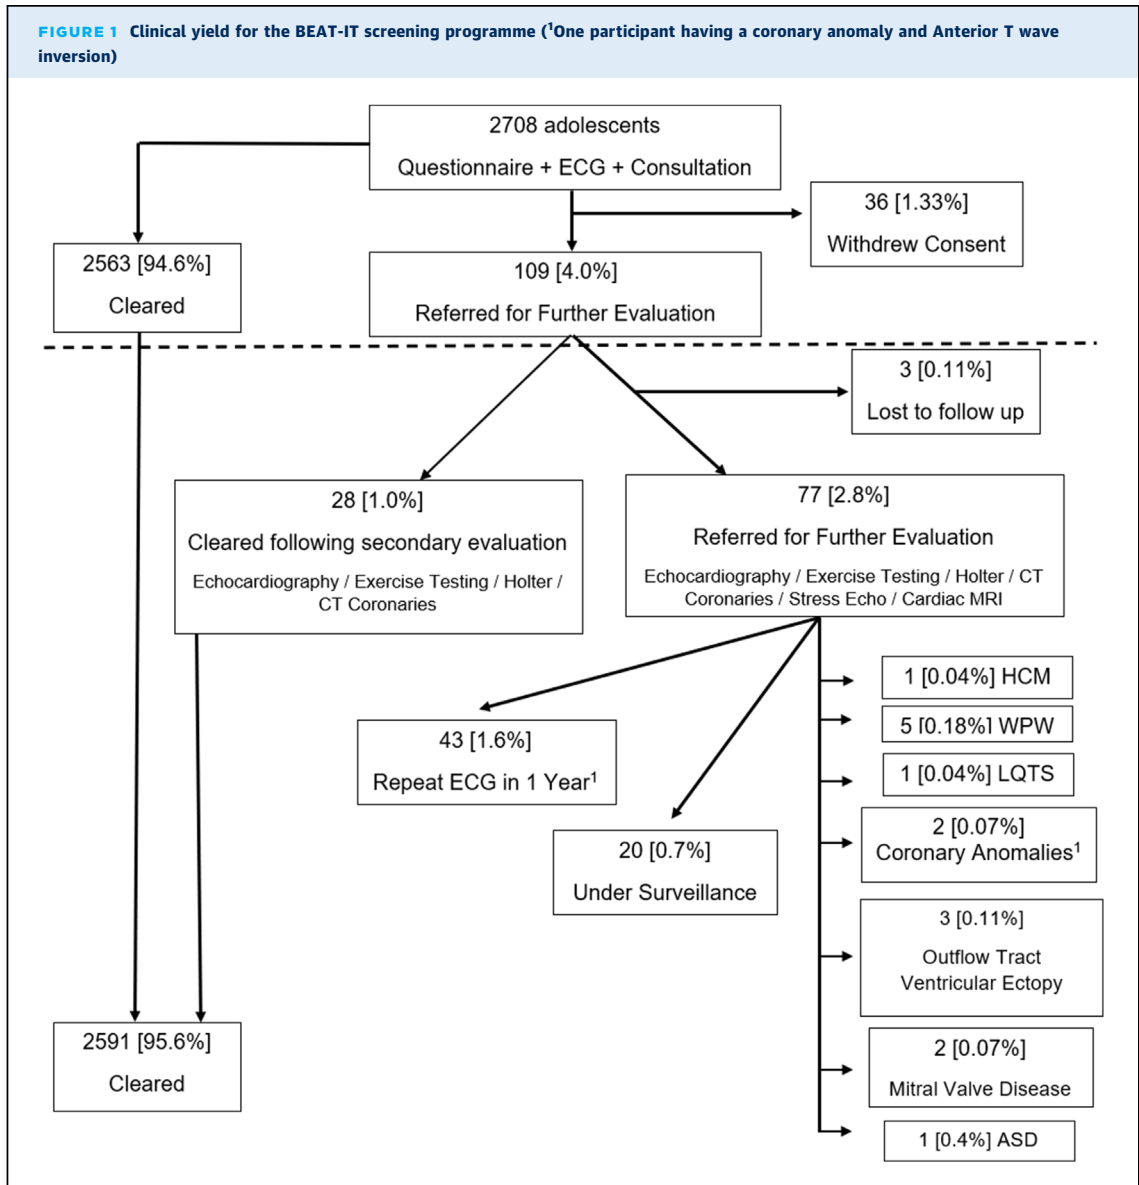 FIGURE 1 Clinical yield for the BEAT-IT screening programme (¹One participant having a coronary anomaly and Anterior T wave
inversion)
2708 adolescents
Questionnaire + ECG + Consultation
36 [1.33%]
Withdrew Consent
2563 [94.6%]
Cleared
109 [4.0%]
Referred for Further Evaluation
3 [0.11%]
Lost to follow up
28 [1.0%]
Cleared following secondary evaluation
Echocardiography / Exercise Testing / Holter /
CT Coronaries
77 [2.8%]
Referred for Further Evaluation
Echocardiography / Exercise Testing / Holter / CT
Coronaries / Stress Echo / Cardiac MRI
1 [0.04%] HCM
5 [0.18%] WPW
1 [0.04%] LQTS
43 [1.6%]
Repeat ECG in 1 Year¹
2 [0.07%]
Coronary Anomalies¹
20 [0.7%]
Under Surveillance
3 [0.11%]
Outflow Tract
Ventricular Ectopy
2591 [95.6%]
Cleared
2 [0.07%]
Mitral Valve Disease
1 [0.4%] ASD